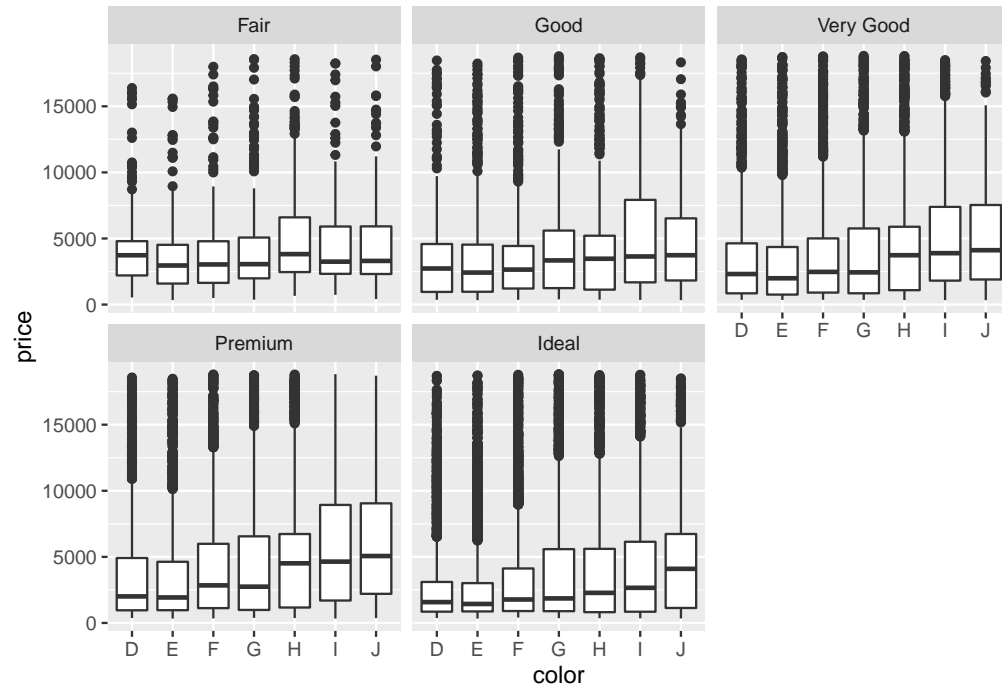 Fair
Good
Very Good
15000
10000
5000
0
D E F G H I J
Premium
Ideal
15000
10000
5000
0
D E F G H I J
D E F G H I J
price
color